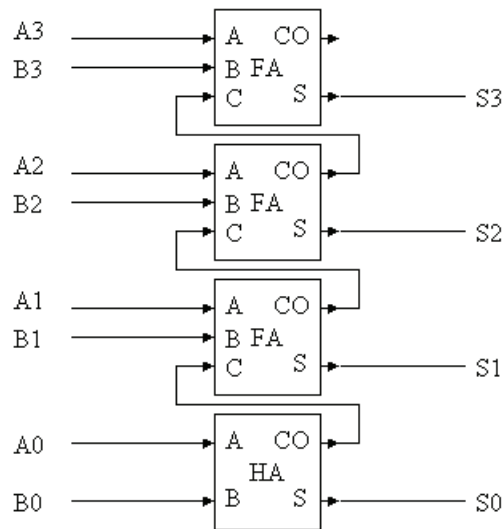 A3 A CO
B3 B FA
C S S3
A2 A CO
B2 B FA
C S S2
A1 A CO
B1 B FA
C S S1
A0 A CO
HA
B0 B S S0